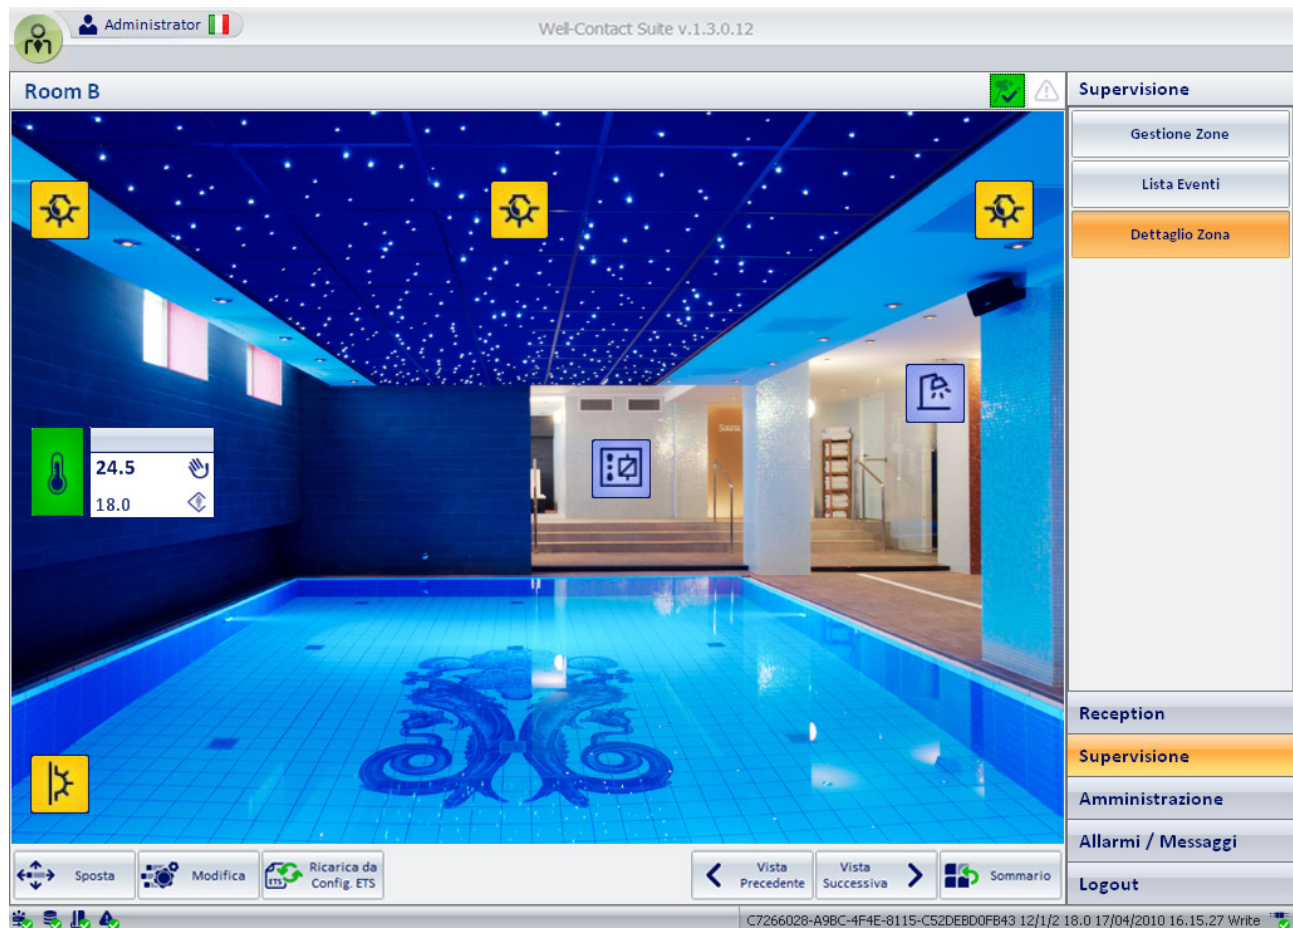 Administrator
Well-Contact Suite v.1.3.0.12
Room B
Supervisione
Gestione Zone
Lista Eventi
Dettaglio Zona
Sauna
24.5
18.0
Reception
Supervisione
Amministrazione
Allarmi / Messaggi
Logout
Sposta
Modifica
ETS
Ricarica da
Config. ETS
Vista
Precedente
Vista
Successiva
Sommario
C7266028-A9BC-4F4E-8115-C52DEBD0FB43 12/1/2 18.0 17/04/2010 16.15.27 Write